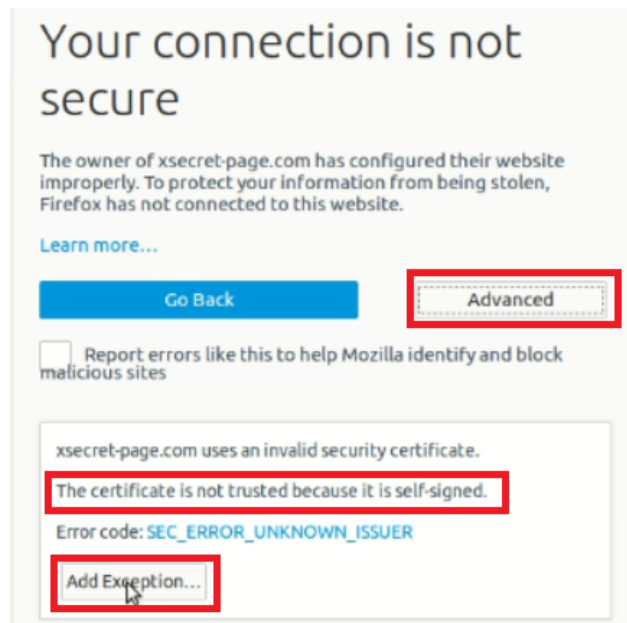 Your connection is not
secure
The owner of xsecret-page.com has configured their website
improperly. To protect your information from being stolen,
Firefox has not connected to this website.
Learn more...
Go Back
Advanced
Report errors like this to help Mozilla identify and block
malicious sites
xsecret-page.com uses an invalid security certificate.
The certificate is not trusted because it is self-signed.
Error code: SEC_ERROR_UNKNOWN_ISSUER
Add Exception...